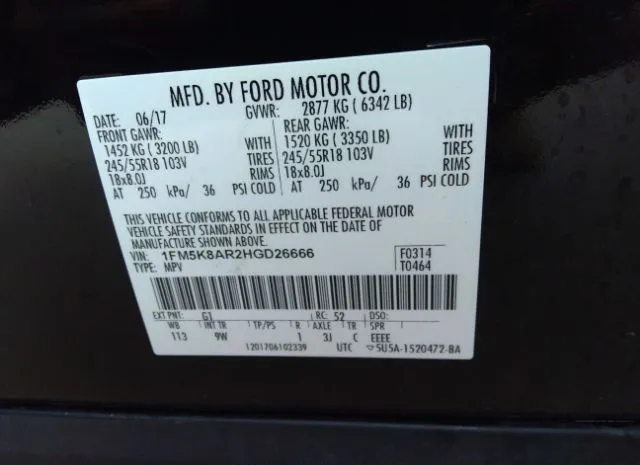 MFD. BY FORD MOTOR CO.
DATE: 06/17 GVWR: 2877 KG ( 6342 LB)
FRONT GAWR: REAR GAWR:
1452 KG ( 3200 LB) WITH 1520 KG ( 3350 LB) WITH
245/55R18 103V TIRES 245/55R18 103V TIRES
18x8.0J RIMS 18x8.0J RIMS
AT 250 kPa/ 36 PSI COLD AT 250 kPa/ 36 PSI COLD
THIS VEHICLE CONFORMS TO ALL APPLICABLE FEDERAL MOTOR
VEHICLE SAFETY STANDARDS IN EFFECT ON THE DATE OF
MANUFACTURE SHOWN ABOVE.
VIN: 1FM5K8AR2HGD26666 F0314
TYPE: MPV T0464
EXT PNT: G1 RC: 52 DSO:
WB INT TR TP/PS R AXLE TR SPR
113 9W 1 3J C EEEE
1201706102339 UTC 5U5A-1520472-BA